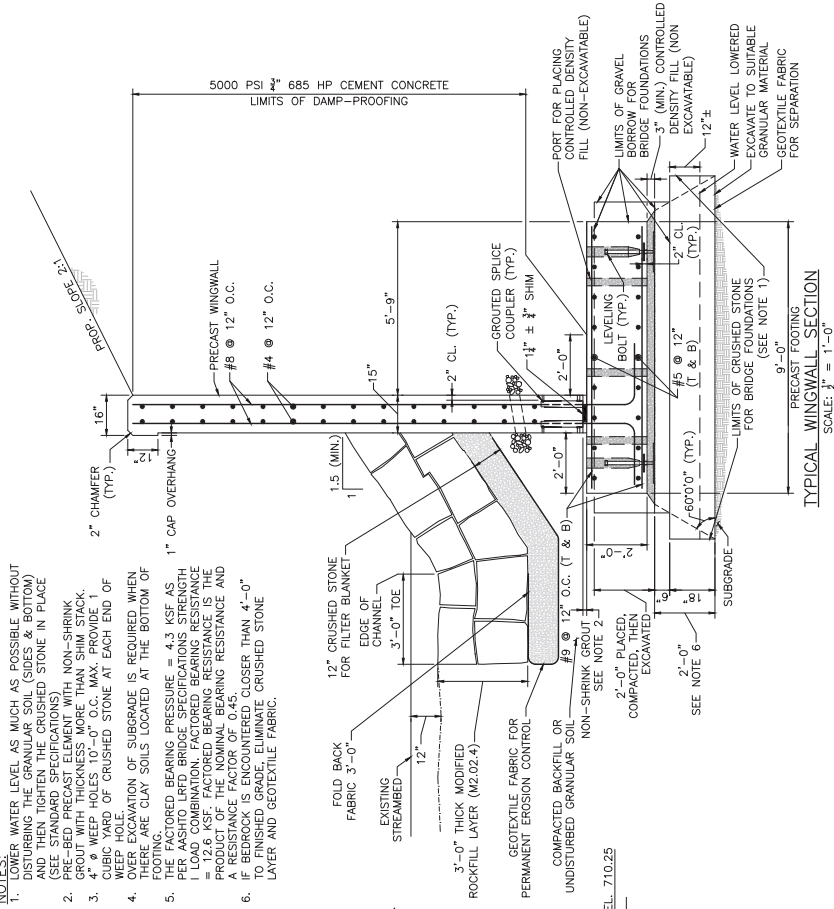 NOTES:
1. LOWER WATER LEVEL AS MUCH AS POSSIBLE WITHOUT
DISTURBING THE GRANULAR SOIL (SIDES & BOTTOM)
AND THEN TIGHTEN THE CRUSHED STONE IN PLACE
(SEE STANDARD SPECIFICATIONS)
2. PRE-BED PRECAST ELEMENT WITH NON-SHRINK
GROUT WITH THICKNESS MORE THAN SHIM STACK.
3. 4" ø WEEP HOLES 10'-0" O.C. MAX. PROVIDE 1
CUBIC YARD OF CRUSHED STONE AT EACH END OF
WEEP HOLE.
4. OVER EXCAVATION OF SUBGRADE IS REQUIRED WHEN
THERE ARE CLAY SOILS LOCATED AT THE BOTTOM OF
FOOTING.
5. THE FACTORED BEARING PRESSURE = 4.3 KSF AS
PER AASHTO LRFD BRIDGE SPECIFICATIONS STRENGTH
I LOAD COMBINATION. FACTORED BEARING RESISTANCE
= 12.6 KSF. FACTORED BEARING RESISTANCE IS THE
PRODUCT OF THE NOMINAL BEARING RESISTANCE AND
A RESISTANCE FACTOR OF 0.45.
6. IF BEDROCK IS ENCOUNTERED CLOSER THAN 4'-0"
TO FINISHED GRADE, ELIMINATE CRUSHED STONE
LAYER AND GEOTEXTILE FABRIC.
PROP. SLOPE 2:1
16"
2" CHAMFER
(TYP.)
12"
1" CAP OVERHANG
PRECAST WINGWALL
#8 @ 12" O.C.
#4 @ 12" O.C.
15"
5000 PSI ¾" 685 HP CEMENT CONCRETE
LIMITS OF DAMP-PROOFING
5'-9"
2" CL. (TYP.)
GROUTED SPLICE
COUPLER (TYP.)
1½" ± ¾" SHIM
2'-0"
2'-0"
1.5 (MIN.)
1
12" CRUSHED STONE
FOR FILTER BLANKET
EDGE OF
CHANNEL
3'-0" TOE
FOLD BACK
FABRIC 3'-0"
EXISTING
STREAMBED
12"
3'-0" THICK MODIFIED
ROCKFILL LAYER (M2.02.4)
GEOTEXTILE FABRIC FOR
PERMANENT EROSION CONTROL
COMPACTED BACKFILL OR
UNDISTURBED GRANULAR SOIL
#9 @ 12" O.C. (T & B)
NON-SHRINK GROUT
SEE NOTE 2
PORT FOR PLACING
CONTROLLED DENSITY
FILL (NON-EXCAVATABLE)
LIMITS OF GRAVEL
BORROW FOR
BRIDGE FOUNDATIONS
3" (MIN.) CONTROLLED
DENSITY FILL (NON
EXCAVATABLE)
12"±
LEVELING
BOLT (TYP.)
2" CL.
(TYP.)
#5 @ 12"
(T & B)
2'-0"
2'-0" PLACED,
COMPACTED, THEN
EXCAVATED
6"
18"
2'-0"
SEE NOTE 6
60°0'0" (TYP.)
LIMITS OF CRUSHED STONE
FOR BRIDGE FOUNDATIONS
(SEE NOTE 1)
WATER LEVEL LOWERED
EXCAVATE TO SUITABLE
GRANULAR MATERIAL
GEOTEXTILE FABRIC
FOR SEPARATION
SUBGRADE
9'-0"
PRECAST FOOTING
TYPICAL WINGWALL SECTION
SCALE: ½" = 1'-0"
EL. 710.25